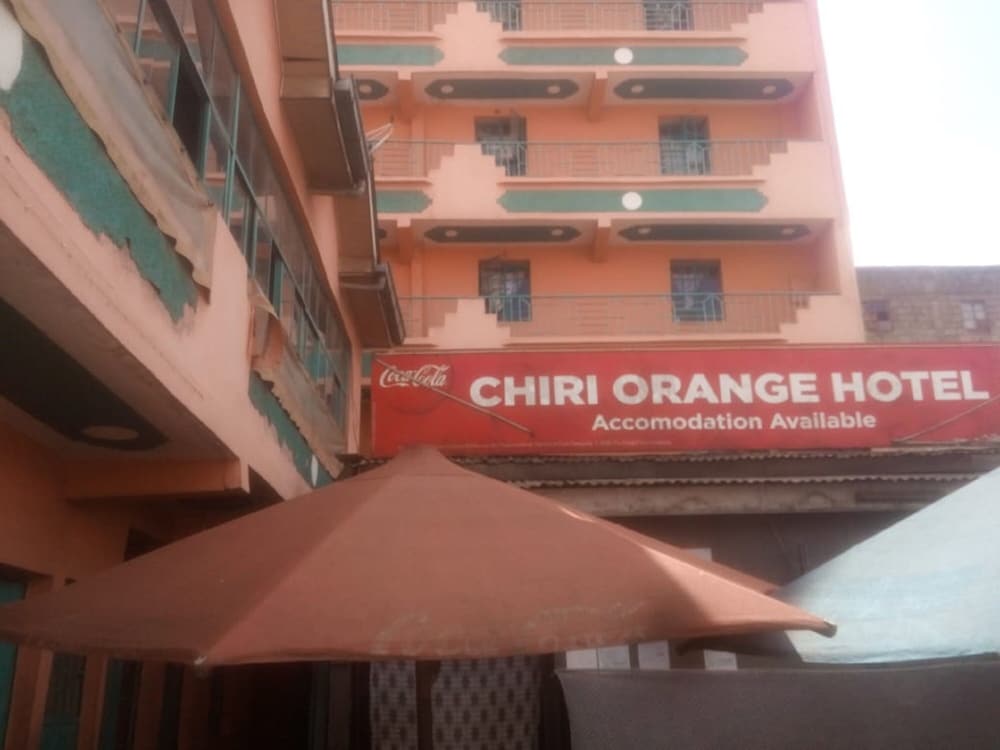 Coca-Cola
CHIRI ORANGE HOTEL
Accomodation Available